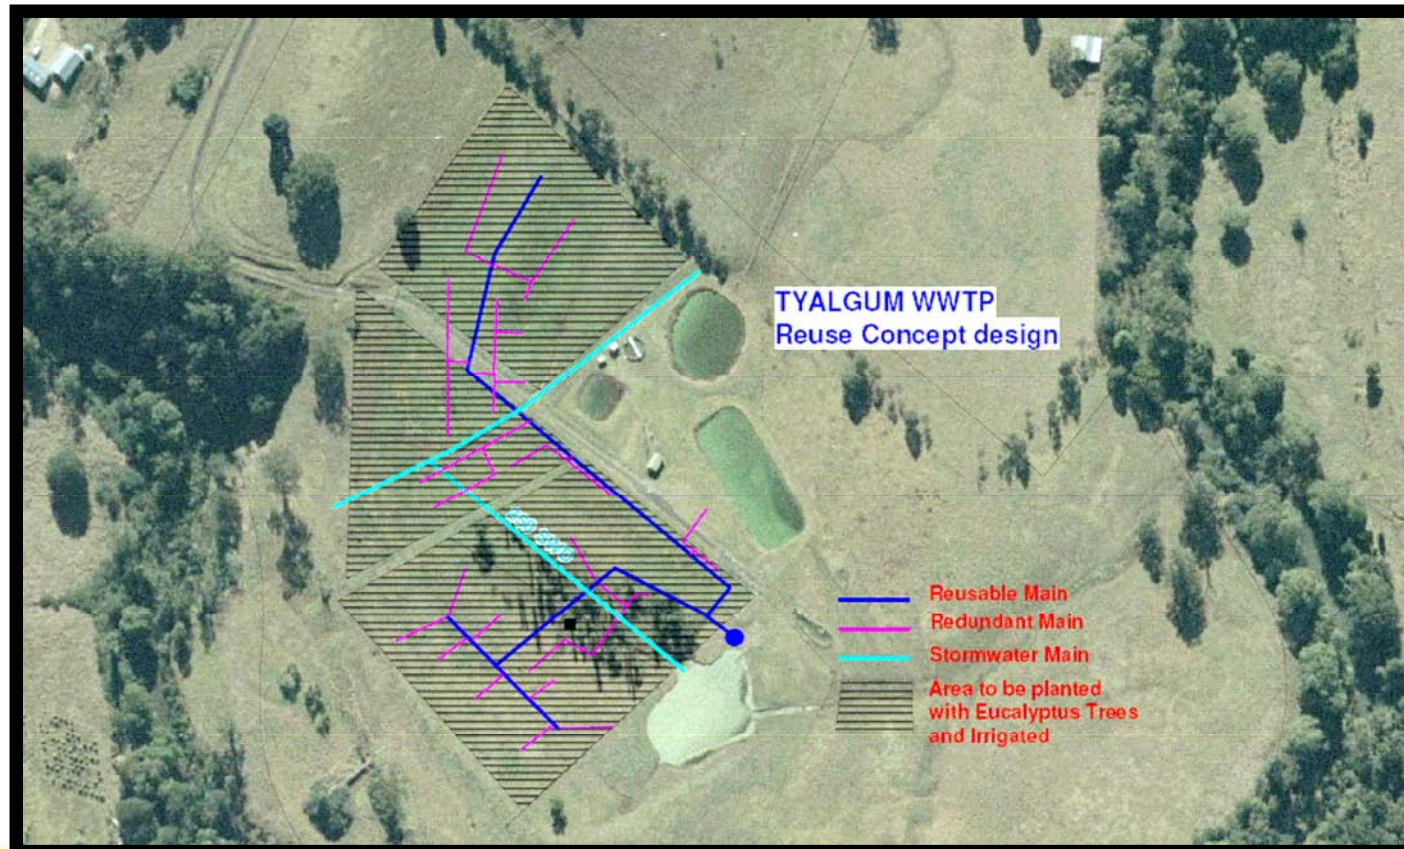 TYALGUM WWTP
Reuse Concept design
SWD
Reusable Main
Redundant Main
Stormwater Main
Area to be planted
with Eucalyptus Trees
and Irrigated